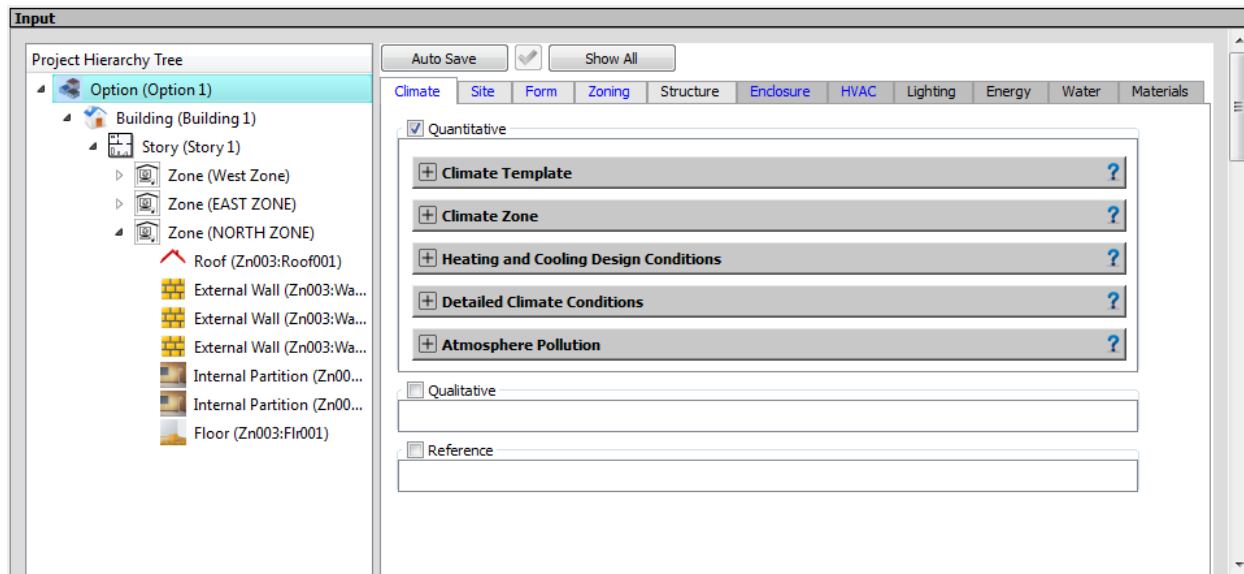 Input
Project Hierarchy Tree
Option (Option 1)
Building (Building 1)
Story (Story 1)
Zone (West Zone)
Zone (EAST ZONE)
Zone (NORTH ZONE)
Roof (Zn003:Roof001)
External Wall (Zn003:Wa...
External Wall (Zn003:Wa...
External Wall (Zn003:Wa...
Internal Partition (Zn00...
Internal Partition (Zn00...
Floor (Zn003:Flr001)
Auto Save Show All
Climate Site Form Zoning Structure Enclosure HVAC Lighting Energy Water Materials
Quantitative
Climate Template ?
Climate Zone ?
Heating and Cooling Design Conditions ?
Detailed Climate Conditions ?
Atmosphere Pollution ?
Qualitative
Reference